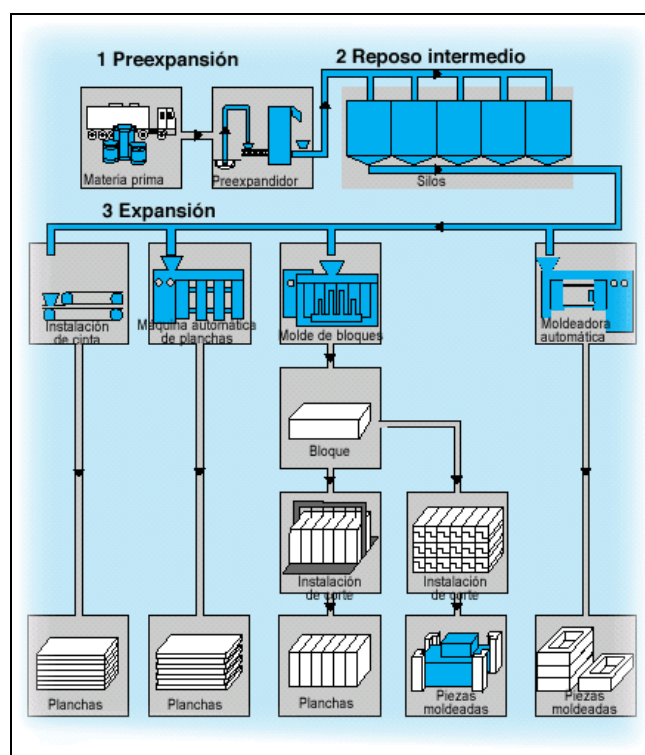 1 Preexpansión
2 Reposo intermedio
Materia prima
Preexpandidor
Silos
3 Expansión
Instalación
de cinta
Máquina automática
de planchas
Molde de bloques
Moldeadora
automática
Bloque
Instalación
de corte
Instalación
de corte
Planchas
Planchas
Planchas
Piezas
moldeadas
Piezas
moldeadas